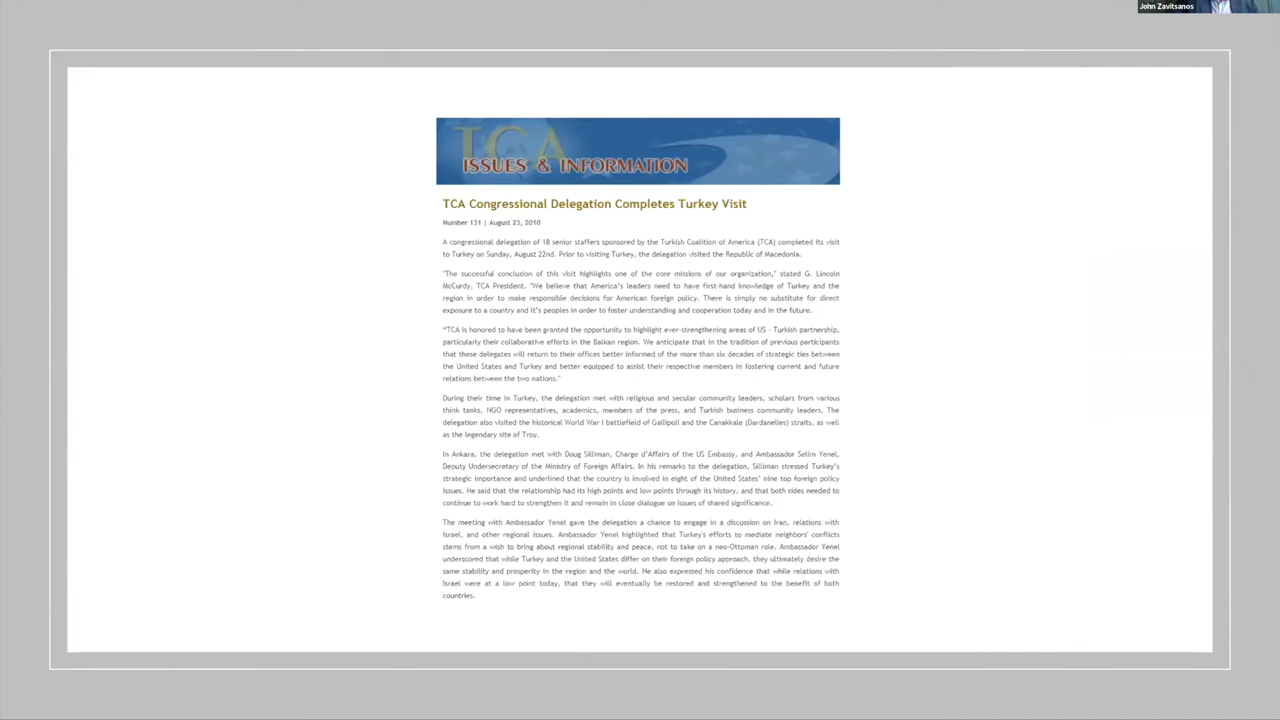 John Zavitsanos
TCA
ISSUES & INFORMATION
TCA Congressional Delegation Completes Turkey Visit
Number 131 | August 23, 2010
A congressional delegation of 18 senior staffers sponsored by the Turkish Coalition of America (TCA) completed its visit
to Turkey on Sunday, August 22nd. Prior to visiting Turkey, the delegation visited the Republic of Macedonia.
"The successful conclusion of this visit highlights one of the core missions of our organization," stated G. Lincoln
McCurdy, TCA President. "We believe that America's leaders need to have first-hand knowledge of Turkey and the
region in order to make responsible decisions for American foreign policy. There is simply no substitute for direct
exposure to a country and it's peoples in order to foster understanding and cooperation today and in the future.
"TCA is honored to have been granted the opportunity to highlight ever-strengthening areas of US - Turkish partnership,
particularly their collaborative efforts in the Balkan region. We anticipate that in the tradition of previous participants
that these delegates will return to their offices better informed of the more than six decades of strategic ties between
the United States and Turkey and better equipped to assist their respective members in fostering current and future
relations between the two nations."
During their time in Turkey, the delegation met with religious and secular community leaders, scholars from various
think tanks, NGO representatives, academics, members of the press, and Turkish business community leaders. The
delegation also visited the historical World War I battlefield of Gallipoli and the Canakkale (Dardanelles) straits, as well
as the legendary site of Troy.
In Ankara, the delegation met with Doug Silliman, Charge d'Affairs of the US Embassy, and Ambassador Selim Yenel,
Deputy Undersecretary of the Ministry of Foreign Affairs. In his remarks to the delegation, Silliman stressed Turkey's
strategic importance and underlined that the country is involved in eight of the United States' nine top foreign policy
issues. He said that the relationship had its high points and low points through its history, and that both sides needed to
continue to work hard to strengthen it and remain in close dialogue on issues of shared significance.
The meeting with Ambassador Yenel gave the delegation a chance to engage in a discussion on Iran, relations with
Israel, and other regional issues. Ambassador Yenel highlighted that Turkey's efforts to mediate neighbors' conflicts
stems from a wish to bring about regional stability and peace, not to take on a neo-Ottoman role. Ambassador Yenel
underscored that while Turkey and the United States differ on their foreign policy approach, they ultimately desire the
same stability and prosperity in the region and the world. He also expressed his confidence that while relations with
Israel were at a low point today, that they will eventually be restored and strengthened to the benefit of both
countries.